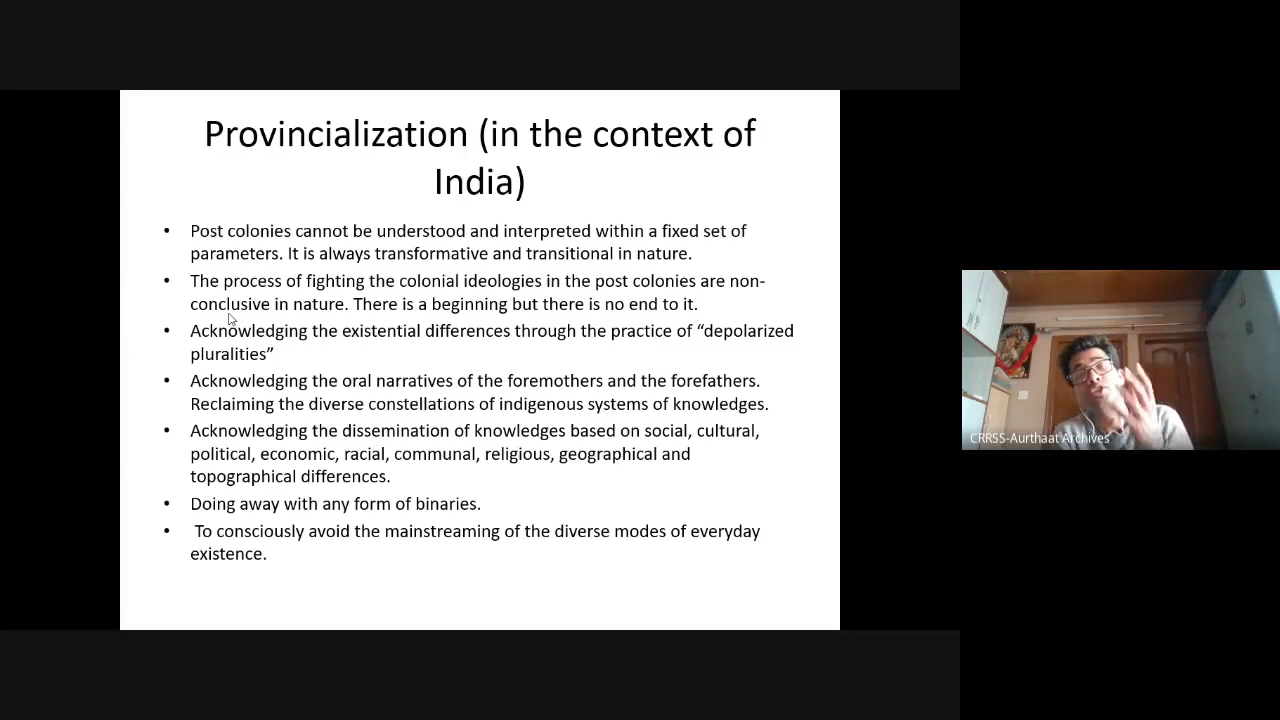 Provincialization (in the context of
India)
• Post colonies cannot be understood and interpreted within a fixed set of
parameters. It is always transformative and transitional in nature.
• The process of fighting the colonial ideologies in the post colonies are non-
conclusive in nature. There is a beginning but there is no end to it.
• Acknowledging the existential differences through the practice of “depolarized
pluralities”
• Acknowledging the oral narratives of the foremothers and the forefathers.
Reclaiming the diverse constellations of indigenous systems of knowledges.
• Acknowledging the dissemination of knowledges based on social, cultural,
political, economic, racial, communal, religious, geographical and
topographical differences.
• Doing away with any form of binaries.
• To consciously avoid the mainstreaming of the diverse modes of everyday
existence.
CRRSS-Aurthaat Archives